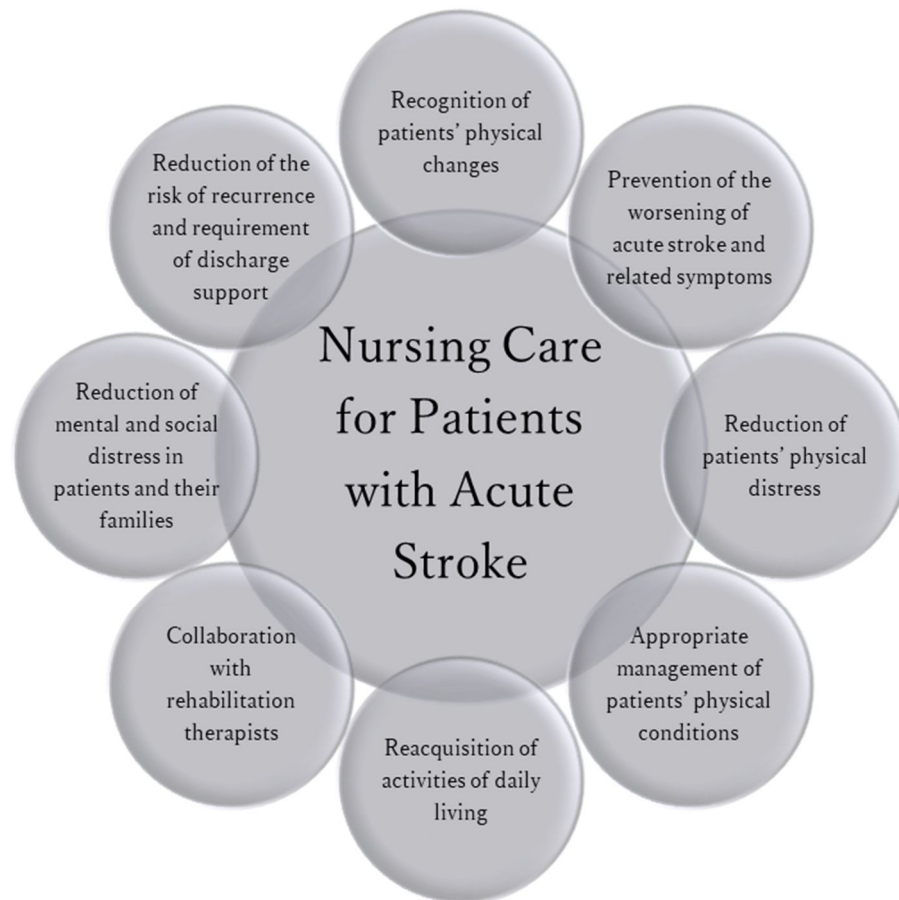 Nursing Care
for Patients
with Acute
Stroke
Recognition of
patients’ physical
changes
Prevention of the
worsening of
acute stroke and
related symptoms
Reduction of
patients’ physical
distress
Appropriate
management of
patients’ physical
conditions
Reacquisition of
activities of daily
living
Collaboration
with
rehabilitation
therapists
Reduction of
mental and social
distress in
patients and their
families
Reduction of the
risk of recurrence
and requirement
of discharge
support